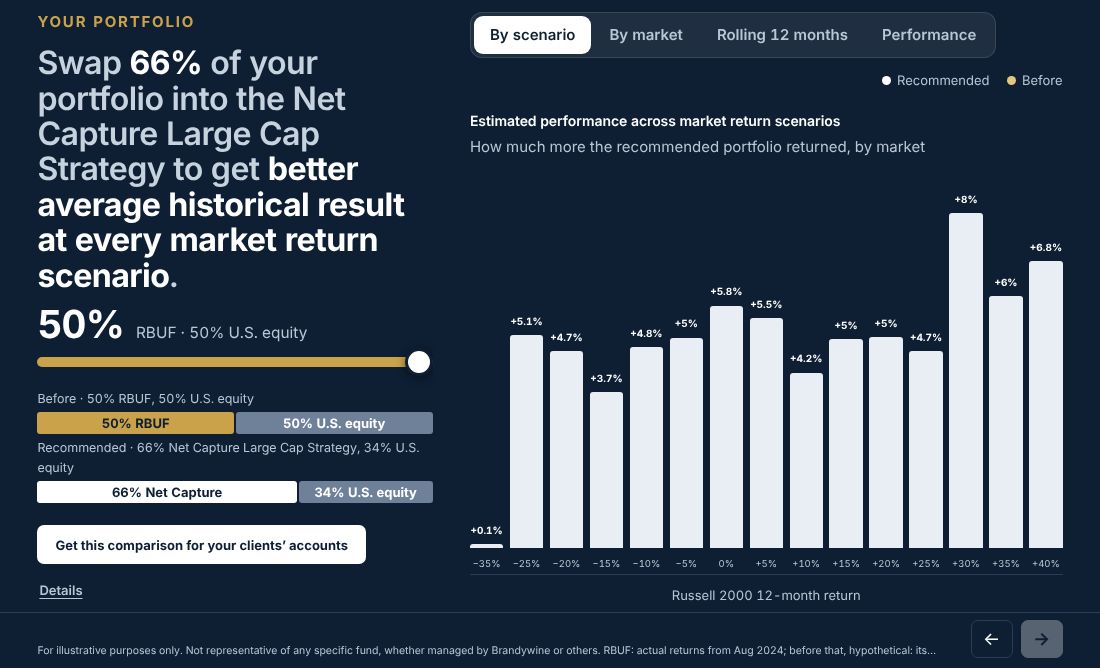 YOUR PORTFOLIO
Swap 66% of your
portfolio into the Net
Capture Large Cap
Strategy to get better
average historical result
at every market return
scenario.
50% RBUF · 50% U.S. equity
Before · 50% RBUF, 50% U.S. equity
50% RBUF
50% U.S. equity
Recommended · 66% Net Capture Large Cap Strategy, 34% U.S.
equity
66% Net Capture
34% U.S. equity
Get this comparison for your clients’ accounts
Details
By scenario
By market
Rolling 12 months
Performance
Recommended
Before
Estimated performance across market return scenarios
How much more the recommended portfolio returned, by market
+0.1%
+5.1%
+4.7%
+3.7%
+4.8%
+5%
+5.8%
+5.5%
+4.2%
+5%
+5%
+4.7%
+8%
+6%
+6.8%
−35%
−25%
−20%
−15%
−10%
−5%
0%
+5%
+10%
+15%
+20%
+25%
+30%
+35%
+40%
Russell 2000 12-month return
For illustrative purposes only. Not representative of any specific fund, whether managed by Brandywine or others. RBUF: actual returns from Aug 2024; before that, hypothetical: its...